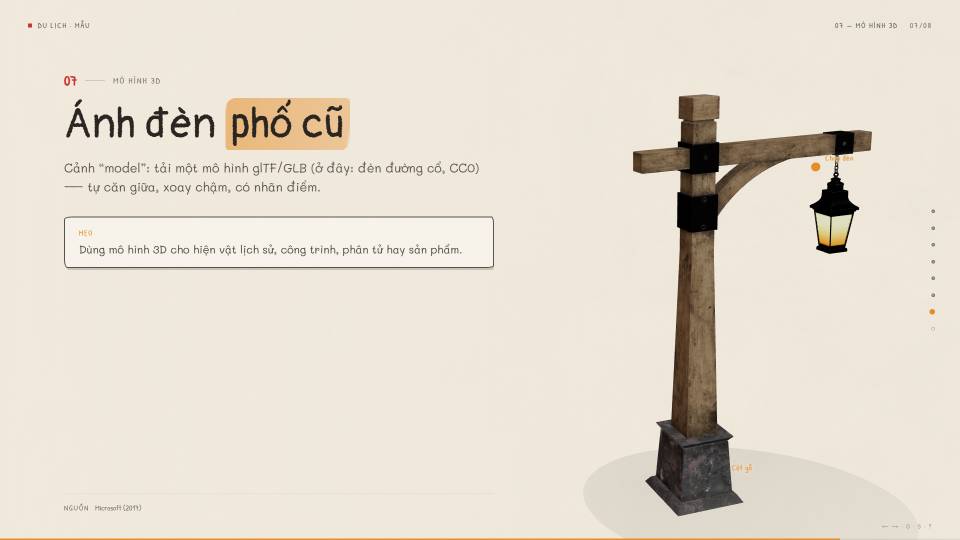 DU LỊCH · MẪU
07 — MÔ HÌNH 3D 07/08
07 — MÔ HÌNH 3D
Ánh đèn phố cũ
Cảnh “model”: tải một mô hình glTF/GLB (ở đây: đèn đường cổ, CC0)
— tự căn giữa, xoay chậm, có nhãn điểm.
MẸO
Dùng mô hình 3D cho hiện vật lịch sử, công trình, phân tử hay sản phẩm.
đèn
Cột gỗ
NGUỒN Microsoft (2017)